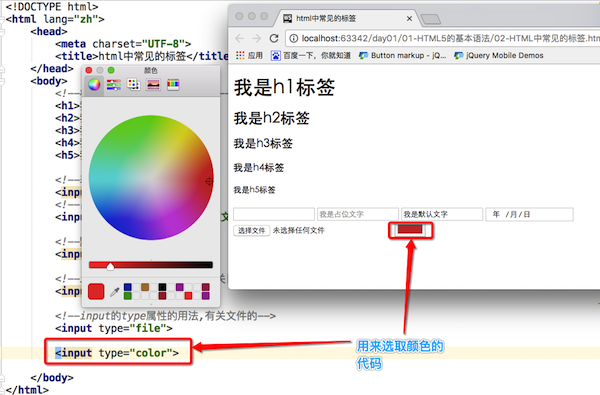 <!DOCTYPE html>
<html lang="zh">
<head>
<meta charset="UTF-8">
<title>html中常见的标签</title
</head>
<body>
<!--
<h1>
<h2>
<h3>
<h4>
<h5>
<!--
<input
<!--
<input
文
<!--
<input
<!--
关
<input
<!--input的type属性的用法,有关文件的-->
<input type="file">
<input type="color">
</body>
</html>
颜色
html中常见的标签
localhost:63342/day01/01-HTML5的基本语法/02-HTML中常见的标签.htm
应用
百度一下，你就知道
Button markup - jQ...
jQuery Mobile Demos
我是h1标签
我是h2标签
我是h3标签
我是h4标签
我是h5标签
我是占位文字
我是默认文字
年 /月/日
选择文件
未选择任何文件
用来选取颜色的
代码